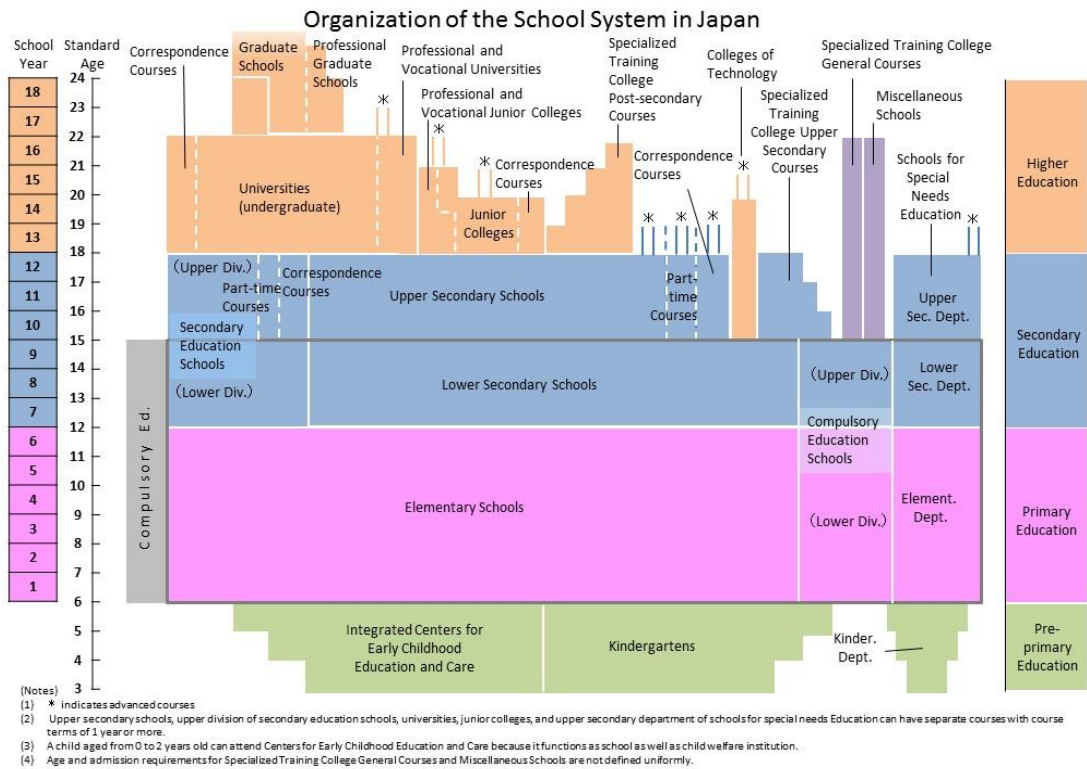 Organization of the School System in Japan
School
Year
Standard
Age
Correspondence
Courses
Graduate
Schools
Professional
Graduate
Schools
Professional and
Vocational Universities
Professional and
Vocational Junior Colleges
Specialized
Training
College
Post-secondary
Courses
Colleges of
Technology
Specialized Training College
General Courses
Miscellaneous
Schools
Specialized
Training
College Upper
Secondary
Courses
Correspondence
Courses
Correspondence
Courses
Schools for
Special
Needs
Education
18
17
16
15
14
13
12
11
10
9
8
7
6
5
4
3
2
1
24
23
22
21
20
19
18
17
16
15
14
13
12
11
10
9
8
7
6
5
4
3
*
*
*
*
*
*
*
*
Universities
(undergraduate)
Junior
Colleges
Higher
Education
(Upper Div.)
Part-time
Courses
Correspondence
Courses
Upper Secondary Schools
Part-
time
Courses
Upper
Sec. Dept.
Secondary
Education
Schools
Secondary
Education
(Lower Div.)
Lower Secondary Schools
(Upper Div.)
Lower
Sec. Dept.
Compulsory
Education
Schools
Compulsory Ed.
Elementary Schools
(Lower Div.)
Element.
Dept.
Primary
Education
Integrated Centers for
Early Childhood
Education and Care
Kindergartens
Kinder.
Dept.
Pre-
primary
Education
(Notes)
(1) * indicates advanced courses
(2) Upper secondary schools, upper division of secondary education schools, universities, junior colleges, and upper secondary department of schools for special needs Education can have separate courses with course
terms of 1 year or more.
(3) A child aged from 0 to 2 years old can attend Centers for Early Childhood Education and Care because it functions as school as well as child welfare institution.
(4) Age and admission requirements for Specialized Training College General Courses and Miscellaneous Schools are not defined uniformly.